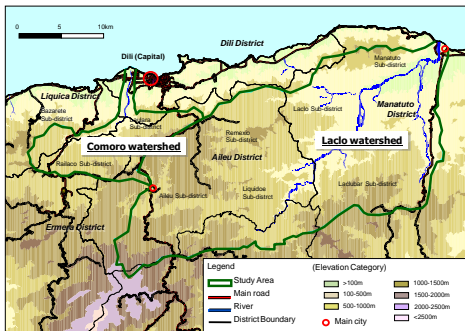 0 5 10km
Dili District
Dili (Capital)
Manatuto
Sub-district
Liquica District
Bazarete
Sub-district
Laclo Sub-district
Manatuto
District
Comoro watershed
Remexio
Sub-district
Laclo watershed
Railaco Sub-district
Aileu District
Aileu Sub-district
Liquidoe
Sub-district
Laclubar Sub-district
Ermera District
Legend
(Elevation Category)
Study Area
Main road
River
District Boundary
>100m
100-500m
500-1000m
1000-1500m
1500-2000m
2000-2500m
<2500m
Main city